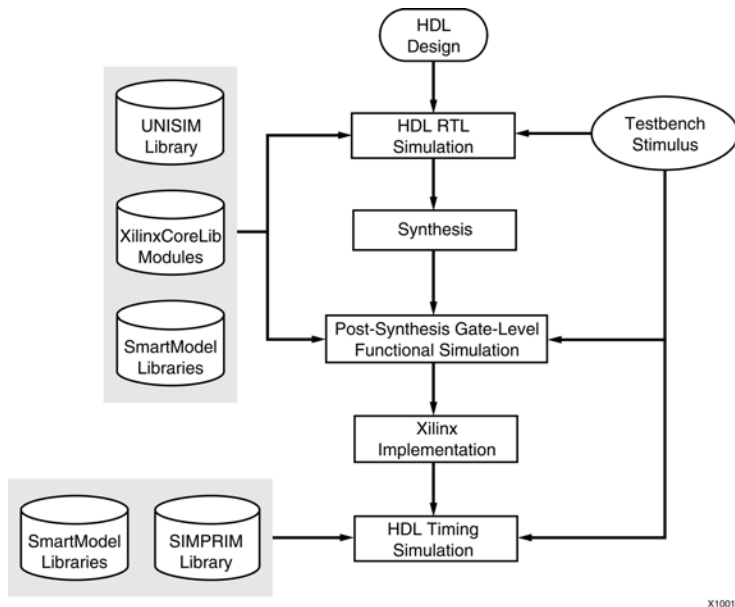 HDL
Design
UNISIM
Library
HDL RTL
Simulation
Testbench
Stimulus
XilinxCoreLib
Modules
Synthesis
SmartModel
Libraries
Post-Synthesis Gate-Level
Functional Simulation
Xilinx
Implementation
SmartModel
Libraries
SIMPRIM
Library
HDL Timing
Simulation
X1001